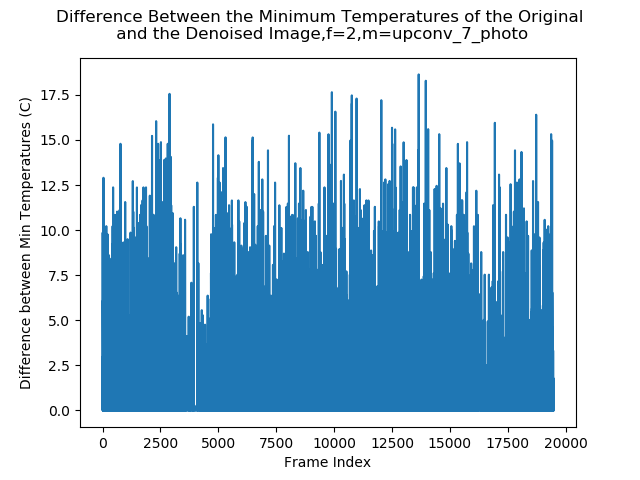 Difference Between the Minimum Temperatures of the Original
and the Denoised Image,f=2,m=upconv_7_photo
Difference between Min Temperatures (C)
17.5
15.0
12.5
10.0
7.5
5.0
2.5
0.0
0 2500 5000 7500 10000 12500 15000 17500 20000
Frame Index